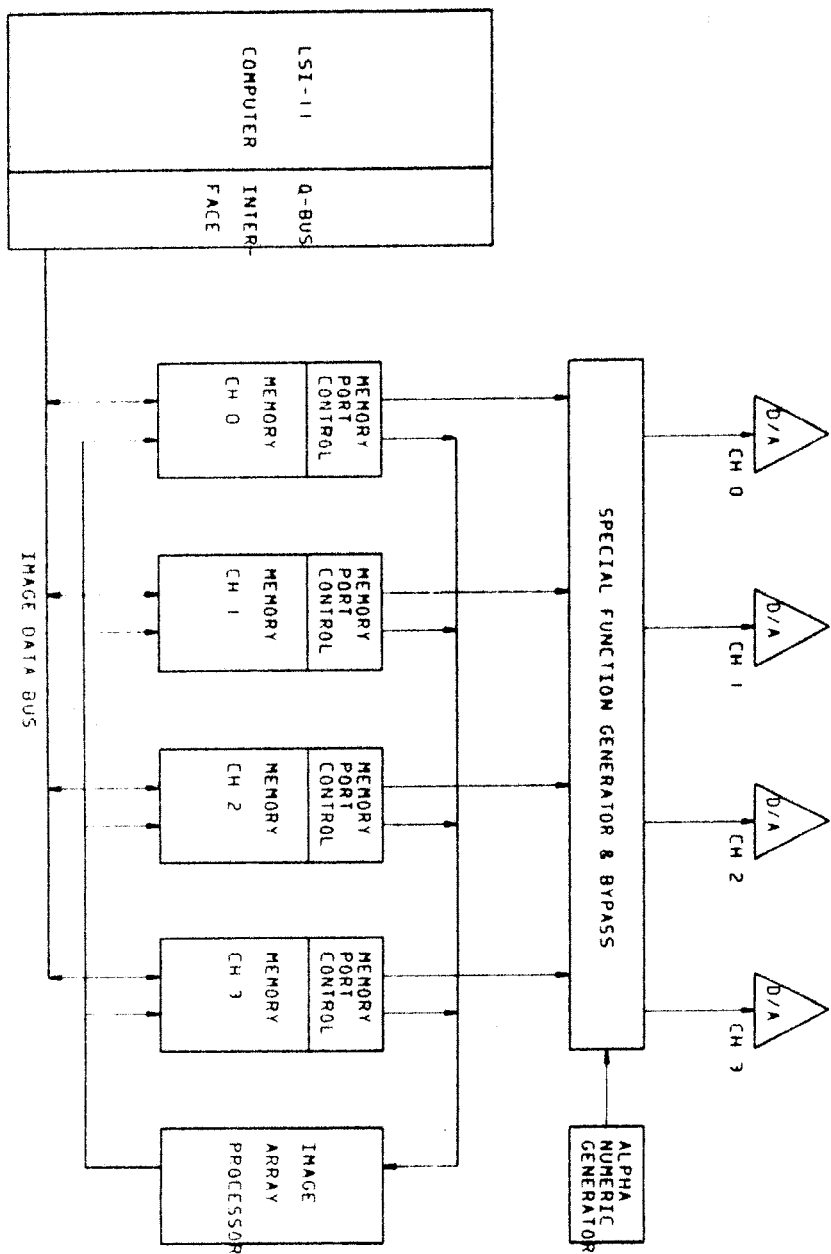 LSI-11
COMPUTER
Q-BUS
INTER-
FACE
D/A
CH 0
D/A
CH 1
D/A
CH 2
D/A
CH 3
SPECIAL FUNCTION GENERATOR & BYPASS
ALPHA
NUMERIC
GENERATOR
MEMORY
PORT
CONTROL
MEMORY
CH 0
MEMORY
PORT
CONTROL
MEMORY
CH 1
MEMORY
PORT
CONTROL
MEMORY
CH 2
MEMORY
PORT
CONTROL
MEMORY
CH 3
IMAGE
ARRAY
PROCESSOR
IMAGE DATA BUS